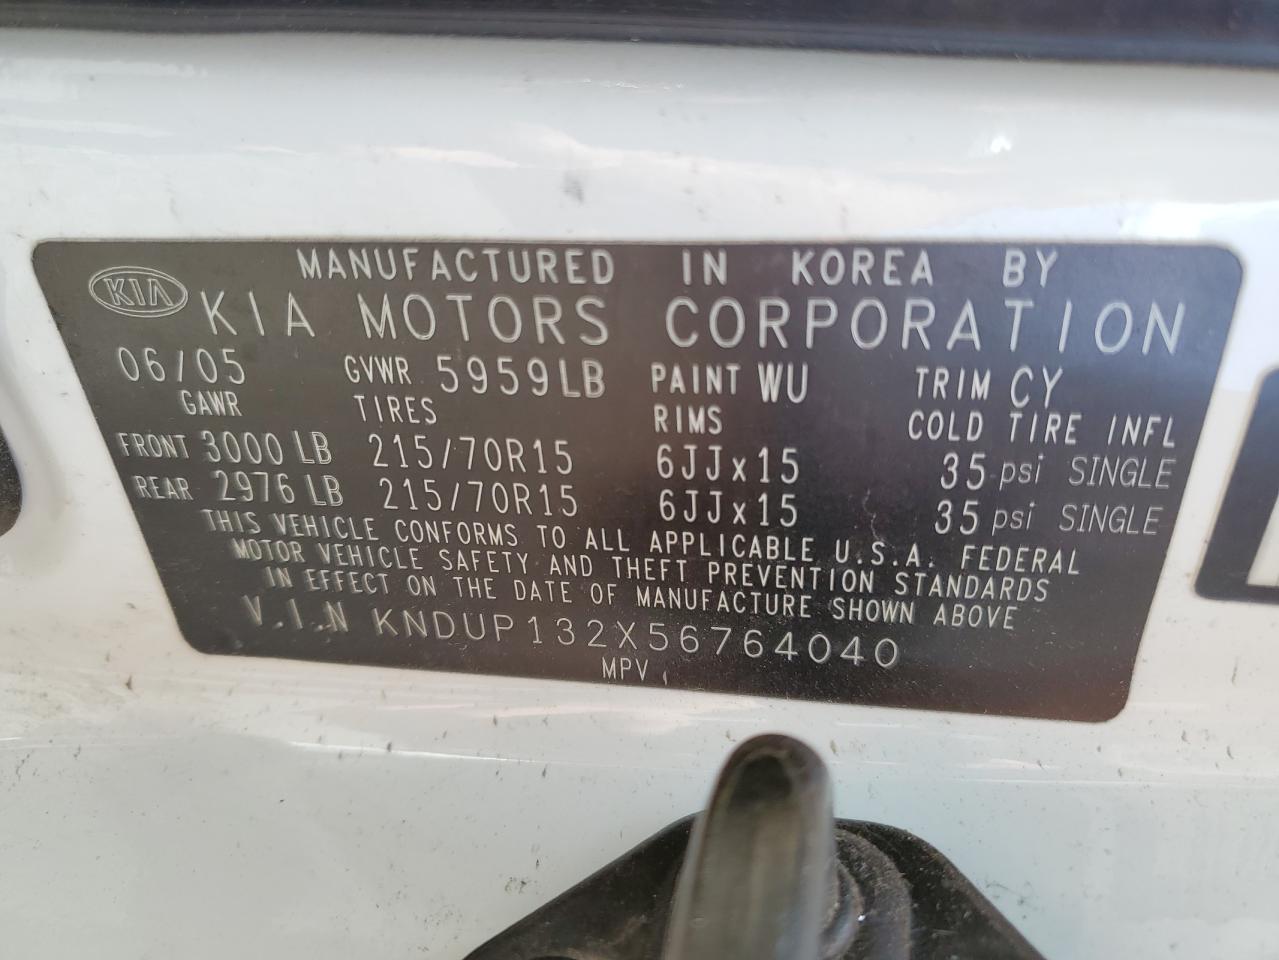 MANUFACTURED IN KOREA BY
KIA KIA MOTORS CORPORATION
06/05 GVWR 5959LB PAINT WU TRIM CY
GAWR TIRES RIMS COLD TIRE INFL
FRONT 3000 LB 215/70R15 6JJx15 35 psi SINGLE
REAR 2976 LB 215/70R15 6JJx15 35 psi SINGLE
THIS VEHICLE CONFORMS TO ALL APPLICABLE U.S.A. FEDERAL
MOTOR VEHICLE SAFETY AND THEFT PREVENTION STANDARDS
IN EFFECT ON THE DATE OF MANUFACTURE SHOWN ABOVE
V.I.N KNDUP132X56764040
MPV